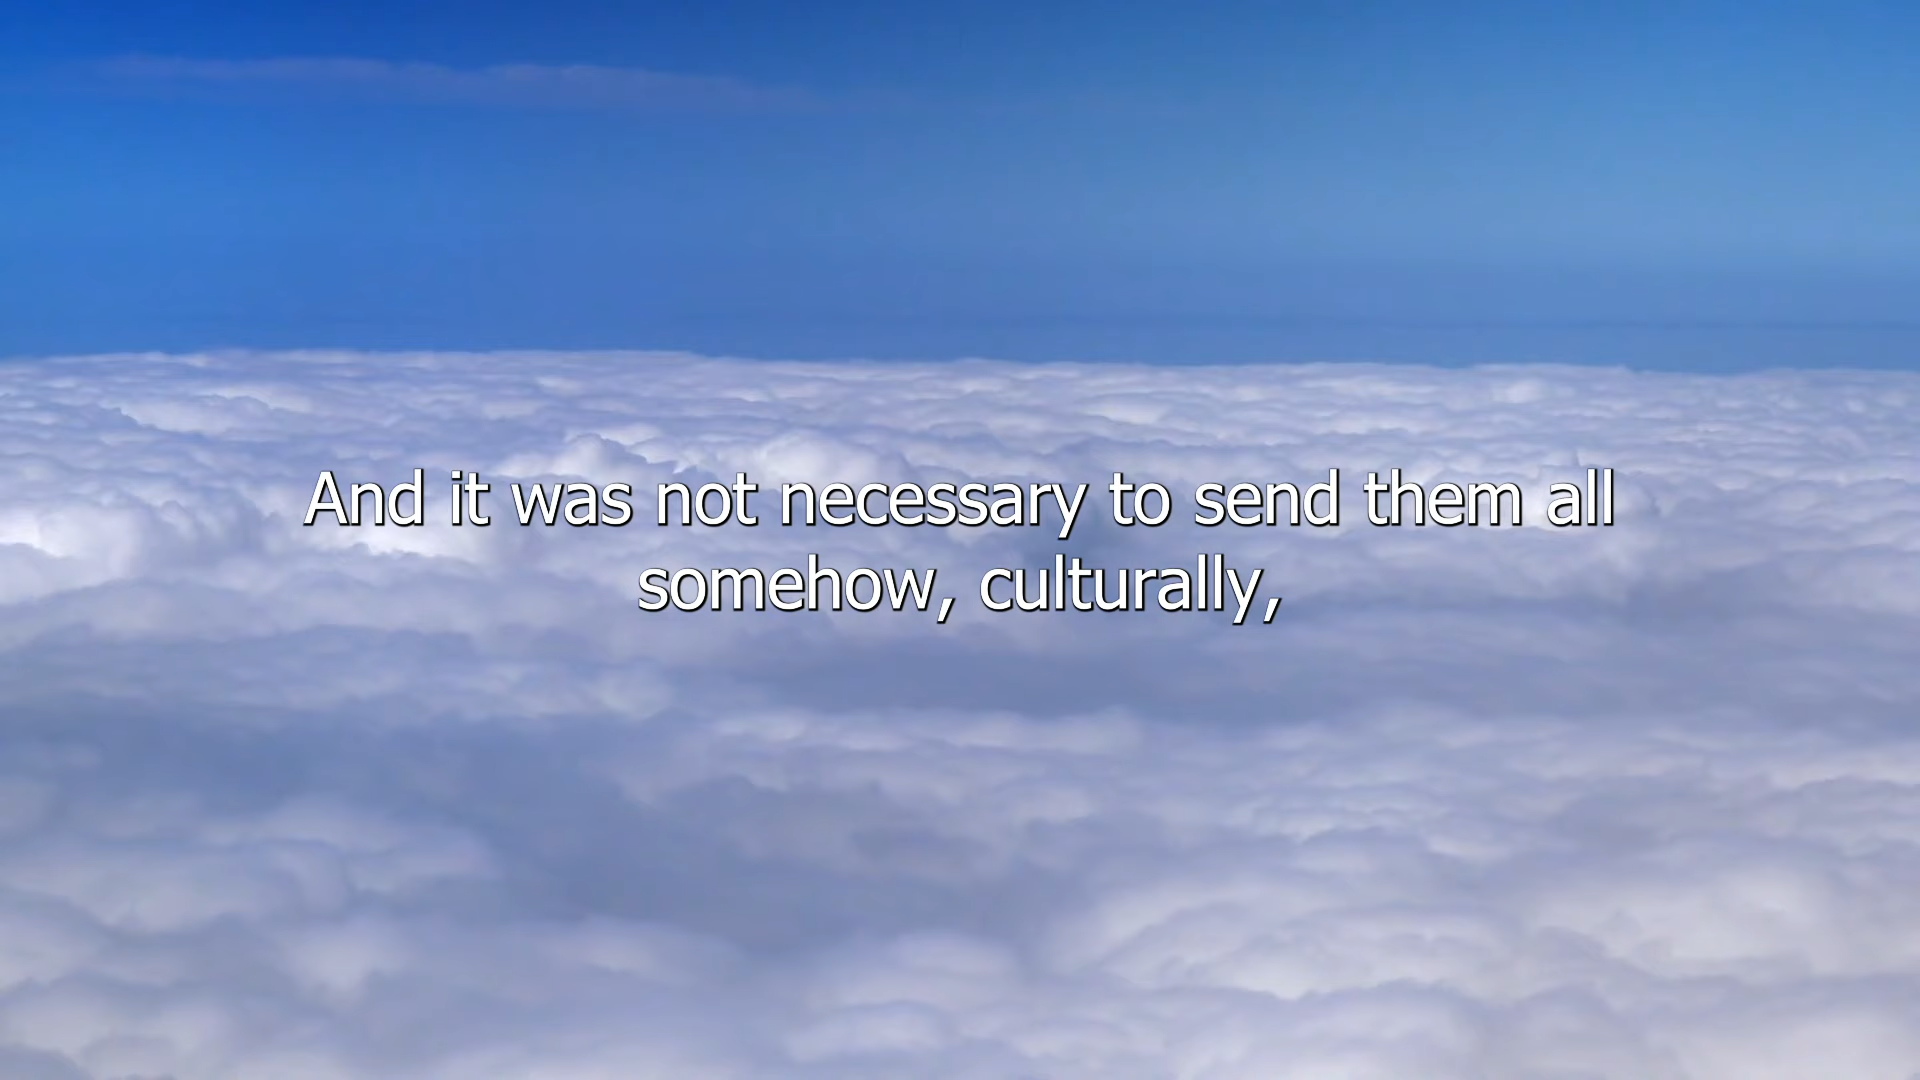 And it was not necessary to send them all
somehow, culturally,